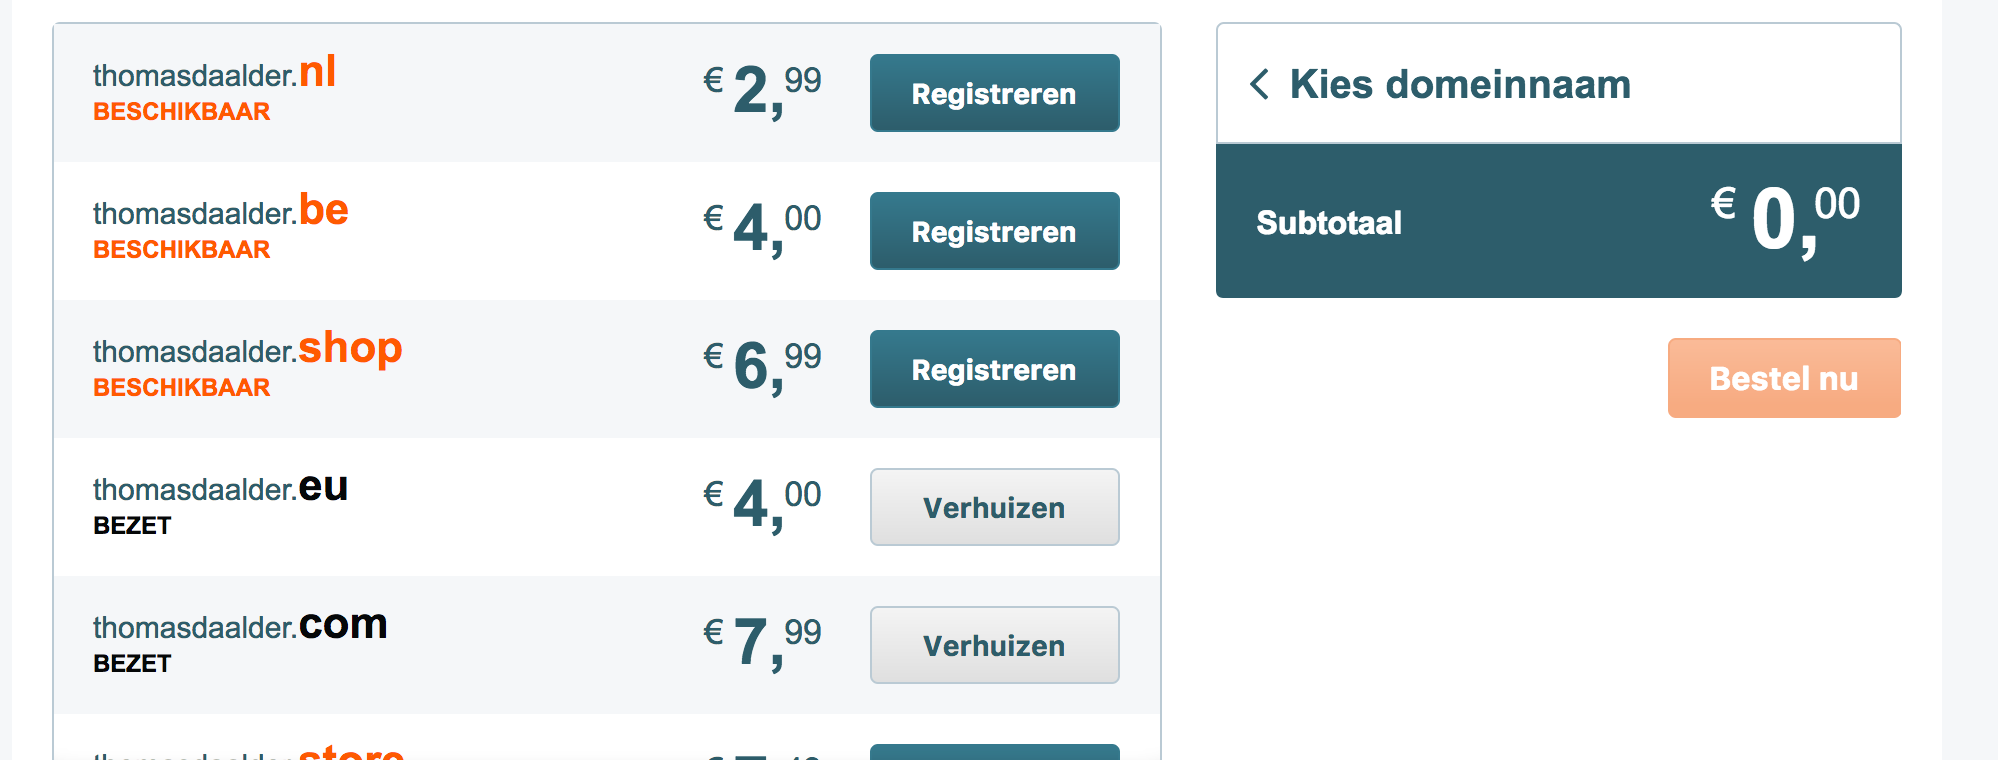 thomasdaalder.nl € 2,99 Registreren
BESCHIKBAAR
thomasdaalder.be € 4,00 Registreren
BESCHIKBAAR
thomasdaalder.shop € 6,99 Registreren
BESCHIKBAAR
thomasdaalder.eu € 4,00 Verhuizen
BEZET
thomasdaalder.com € 7,99 Verhuizen
BEZET
thomasdaalder.store
Kies domeinnaam
Subtotaal € 0,00
Bestel nu